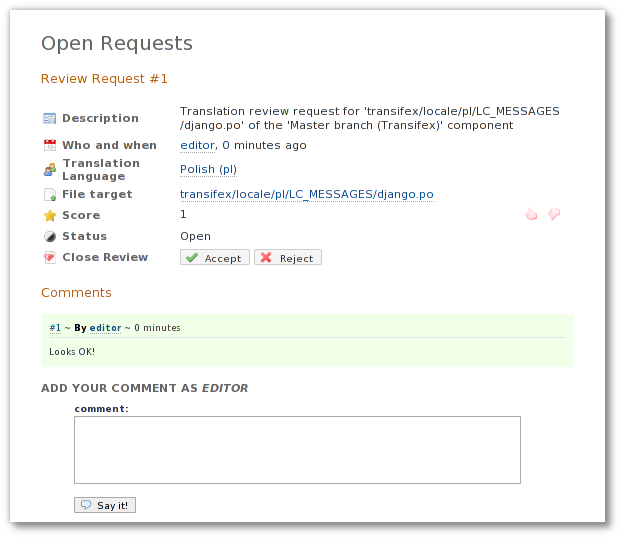 Open Requests
Review Request #1
Description
Translation review request for 'transifex/locale/pl/LC_MESSAGES
/django.po' of the 'Master branch (Transifex)' component
Who and when
editor, 0 minutes ago
Translation
Language
Polish (pl)
File target
transifex/locale/pl/LC_MESSAGES/django.po
Score
1
Status
Open
Close Review
Accept
Reject
Comments
#1 ~ By editor ~ 0 minutes
Looks OK!
ADD YOUR COMMENT AS EDITOR
comment:
Say it!